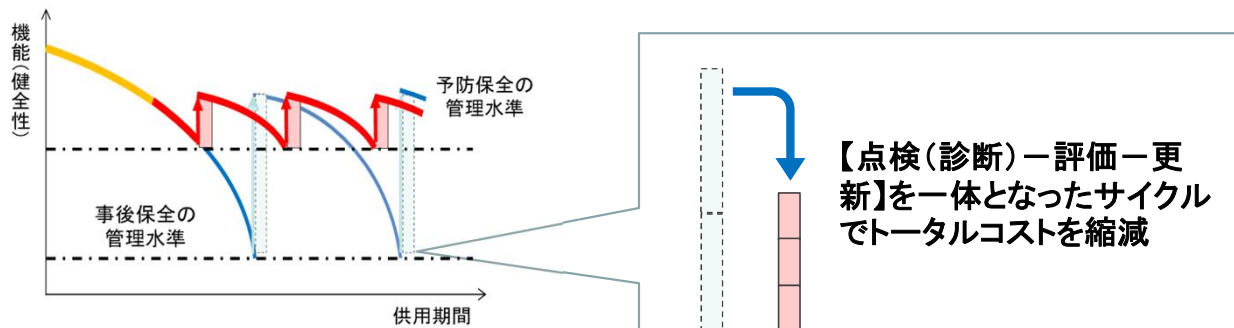 機能(健全性)
予防保全の
管理水準
事後保全の
管理水準
供用期間
【点検(診断)－評価－更
新】を一体となったサイクル
でトータルコストを縮減